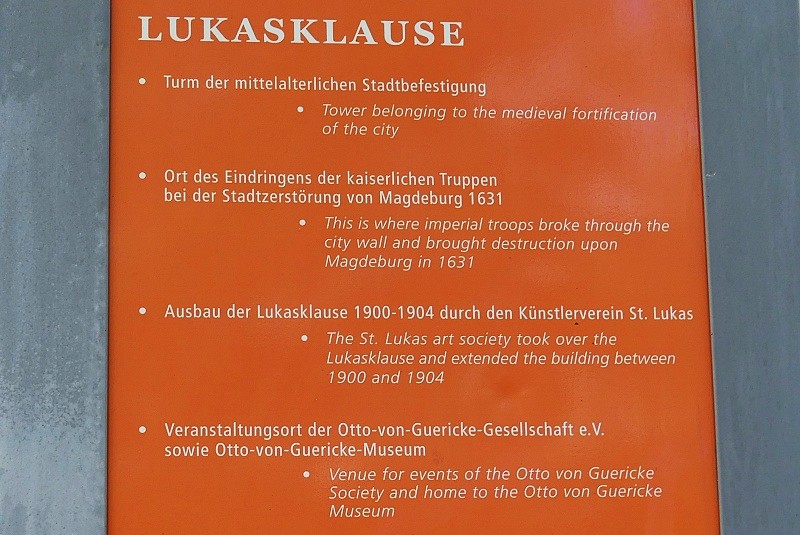 LUKASKLAUSE
• Turm der mittelalterlichen Stadtbefestigung
• Tower belonging to the medieval fortification
of the city
• Ort des Eindringens der kaiserlichen Truppen
bei der Stadtzerstörung von Magdeburg 1631
• This is where imperial troops broke through the
city wall and brought destruction upon
Magdeburg in 1631
• Ausbau der Lukasklause 1900-1904 durch den Künstlerverein St. Lukas
• The St. Lukas art society took over the
Lukasklause and extended the building between
1900 and 1904
• Veranstaltungsort der Otto-von-Guericke-Gesellschaft e.V.
sowie Otto-von-Guericke-Museum
• Venue for events of the Otto von Guericke
Society and home to the Otto von Guericke
Museum